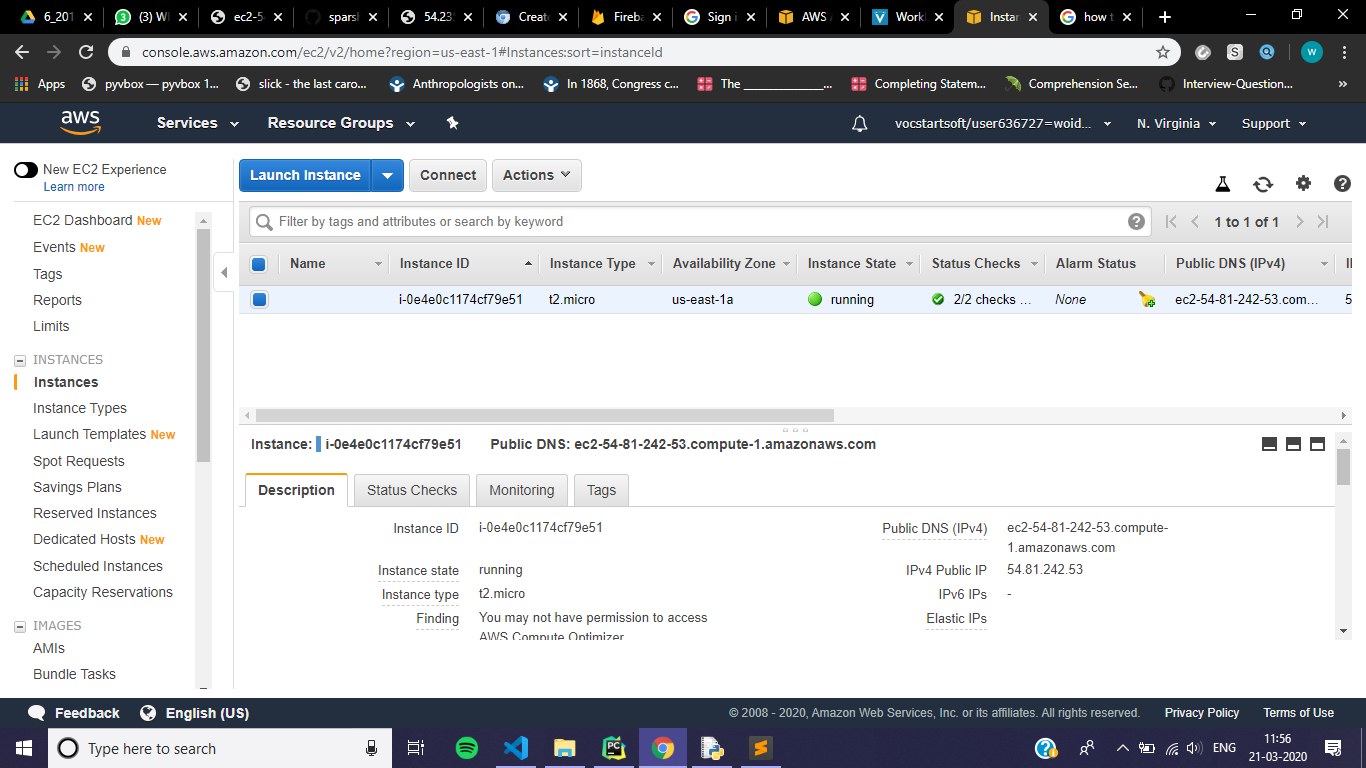 6_201
(3) W
ec2-5
spars
54.23
Create
Fireba
Sign i
AWS
Work
Instan
how t
console.aws.amazon.com/ec2/v2/home?region=us-east-1#Instances:sort=instanceId
S
w
Apps
pyvbox — pyvbox 1...
slick - the last caro...
Anthropologists on...
In 1868, Congress c...
The ______________...
Completing Statem...
Comprehension Se...
Interview-Question...
»
aws
Services
Resource Groups
vocstartsoft/user636727=woid...
N. Virginia
Support
New EC2 Experience
Learn more
EC2 Dashboard New
Events New
Tags
Reports
Limits
INSTANCES
Instances
Instance Types
Launch Templates New
Spot Requests
Savings Plans
Reserved Instances
Dedicated Hosts New
Scheduled Instances
Capacity Reservations
IMAGES
AMIs
Bundle Tasks
Launch Instance
Connect
Actions
Filter by tags and attributes or search by keyword
1 to 1 of 1
Name Instance ID Instance Type Availability Zone Instance State Status Checks Alarm Status Public DNS (IPv4)
i-0e4e0c1174cf79e51 t2.micro us-east-1a running 2/2 checks ... None ec2-54-81-242-53.com... 5
Instance: i-0e4e0c1174cf79e51 Public DNS: ec2-54-81-242-53.compute-1.amazonaws.com
Description Status Checks Monitoring Tags
Instance ID i-0e4e0c1174cf79e51
Instance state running
Instance type t2.micro
Finding You may not have permission to access
AWS Compute Optimizer
Public DNS (IPv4) ec2-54-81-242-53.compute-
1.amazonaws.com
IPv4 Public IP 54.81.242.53
IPv6 IPs -
Elastic IPs
Feedback
English (US)
© 2008 - 2020, Amazon Web Services, Inc. or its affiliates. All rights reserved.
Privacy Policy
Terms of Use
Type here to search
PC
ENG
11:56
21-03-2020